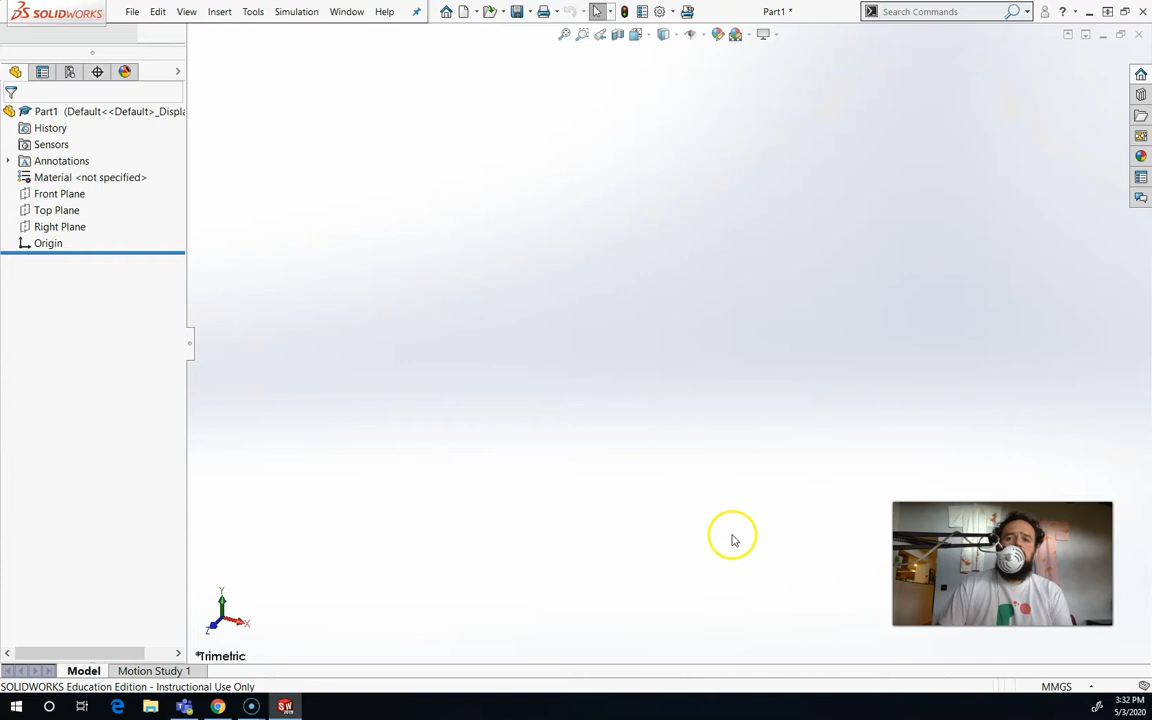 SOLIDWORKS
File Edit View Insert Tools Simulation Window Help
Part1 *
Search Commands
Part1 (Default<<Default>_Displa
History
Sensors
Annotations
Material <not specified>
Front Plane
Top Plane
Right Plane
Origin
Y
X
Z
*Trimetric
Model Motion Study 1
SOLIDWORKS Education Edition - Instructional Use Only
MMGS
3:32 PM
5/3/2020